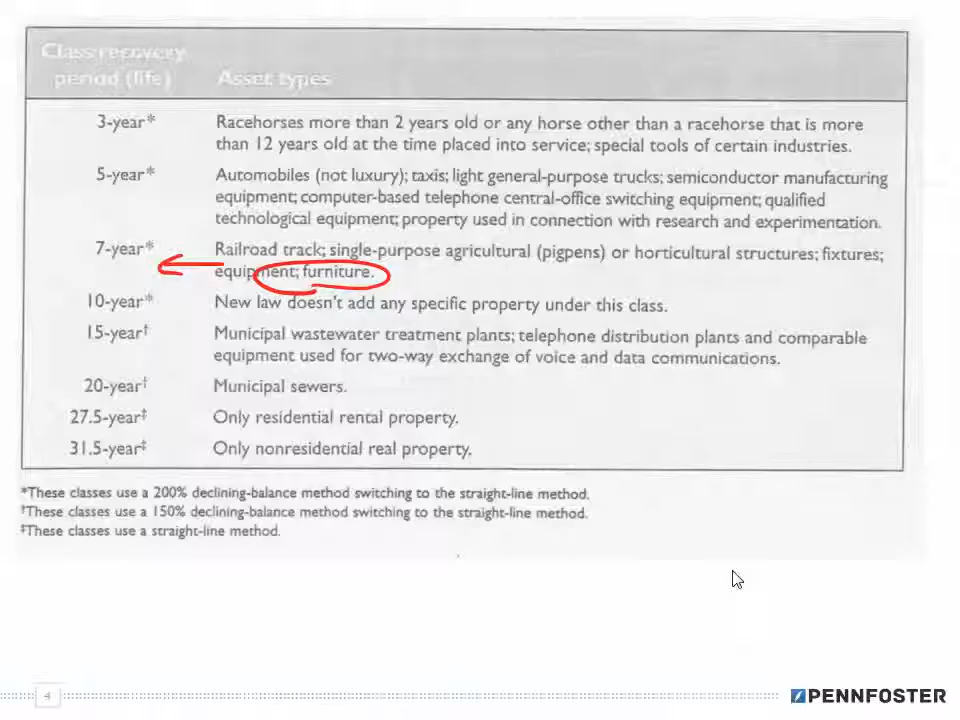 Class recovery
period (life) Asset types
3-year* Racehorses more than 2 years old or any horse other than a racehorse that is more
than 12 years old at the time placed into service; special tools of certain industries.
5-year* Automobiles (not luxury); taxis; light general-purpose trucks; semiconductor manufacturing
equipment; computer-based telephone central-office switching equipment; qualified
technological equipment; property used in connection with research and experimentation.
7-year* Railroad track; single-purpose agricultural (pigpens) or horticultural structures; fixtures;
equipment; furniture.
10-year* New law doesn't add any specific property under this class.
15-year† Municipal wastewater treatment plants; telephone distribution plants and comparable
equipment used for two-way exchange of voice and data communications.
20-year† Municipal sewers.
27.5-year‡ Only residential rental property.
31.5-year‡ Only nonresidential real property.
*These classes use a 200% declining-balance method switching to the straight-line method.
†These classes use a 150% declining-balance method switching to the straight-line method.
‡These classes use a straight-line method.
4
PENNFOSTER